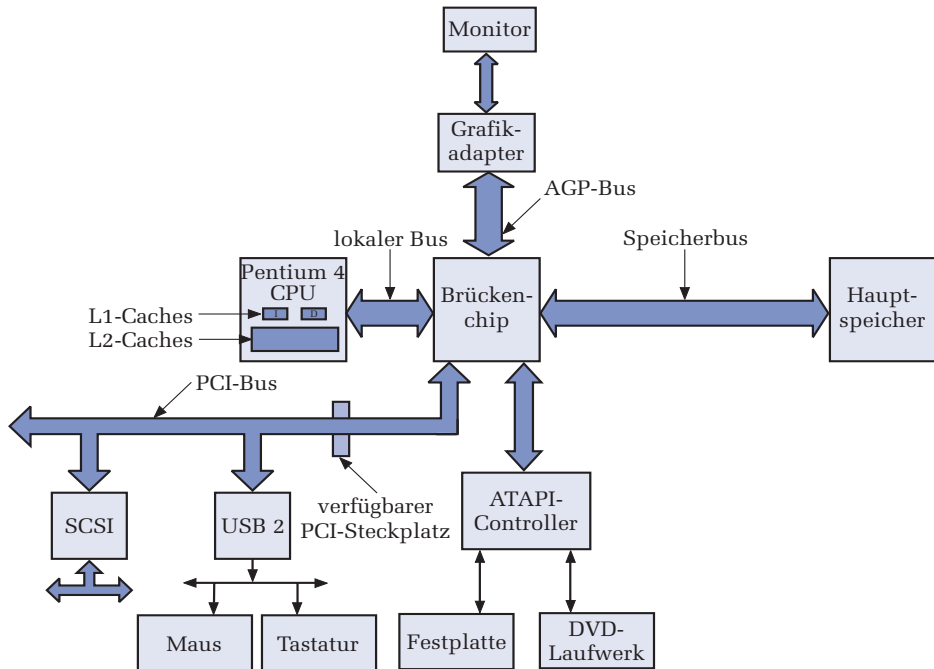 Monitor
Grafik-
adapter
AGP-Bus
lokaler Bus
Speicherbus
Pentium 4
CPU
Brücken-
chip
Haupt-
speicher
L1-Caches
I
D
L2-Caches
PCI-Bus
verfügbarer
PCI-Steckplatz
SCSI
USB 2
ATAPI-
Controller
Maus
Tastatur
Festplatte
DVD-
Laufwerk